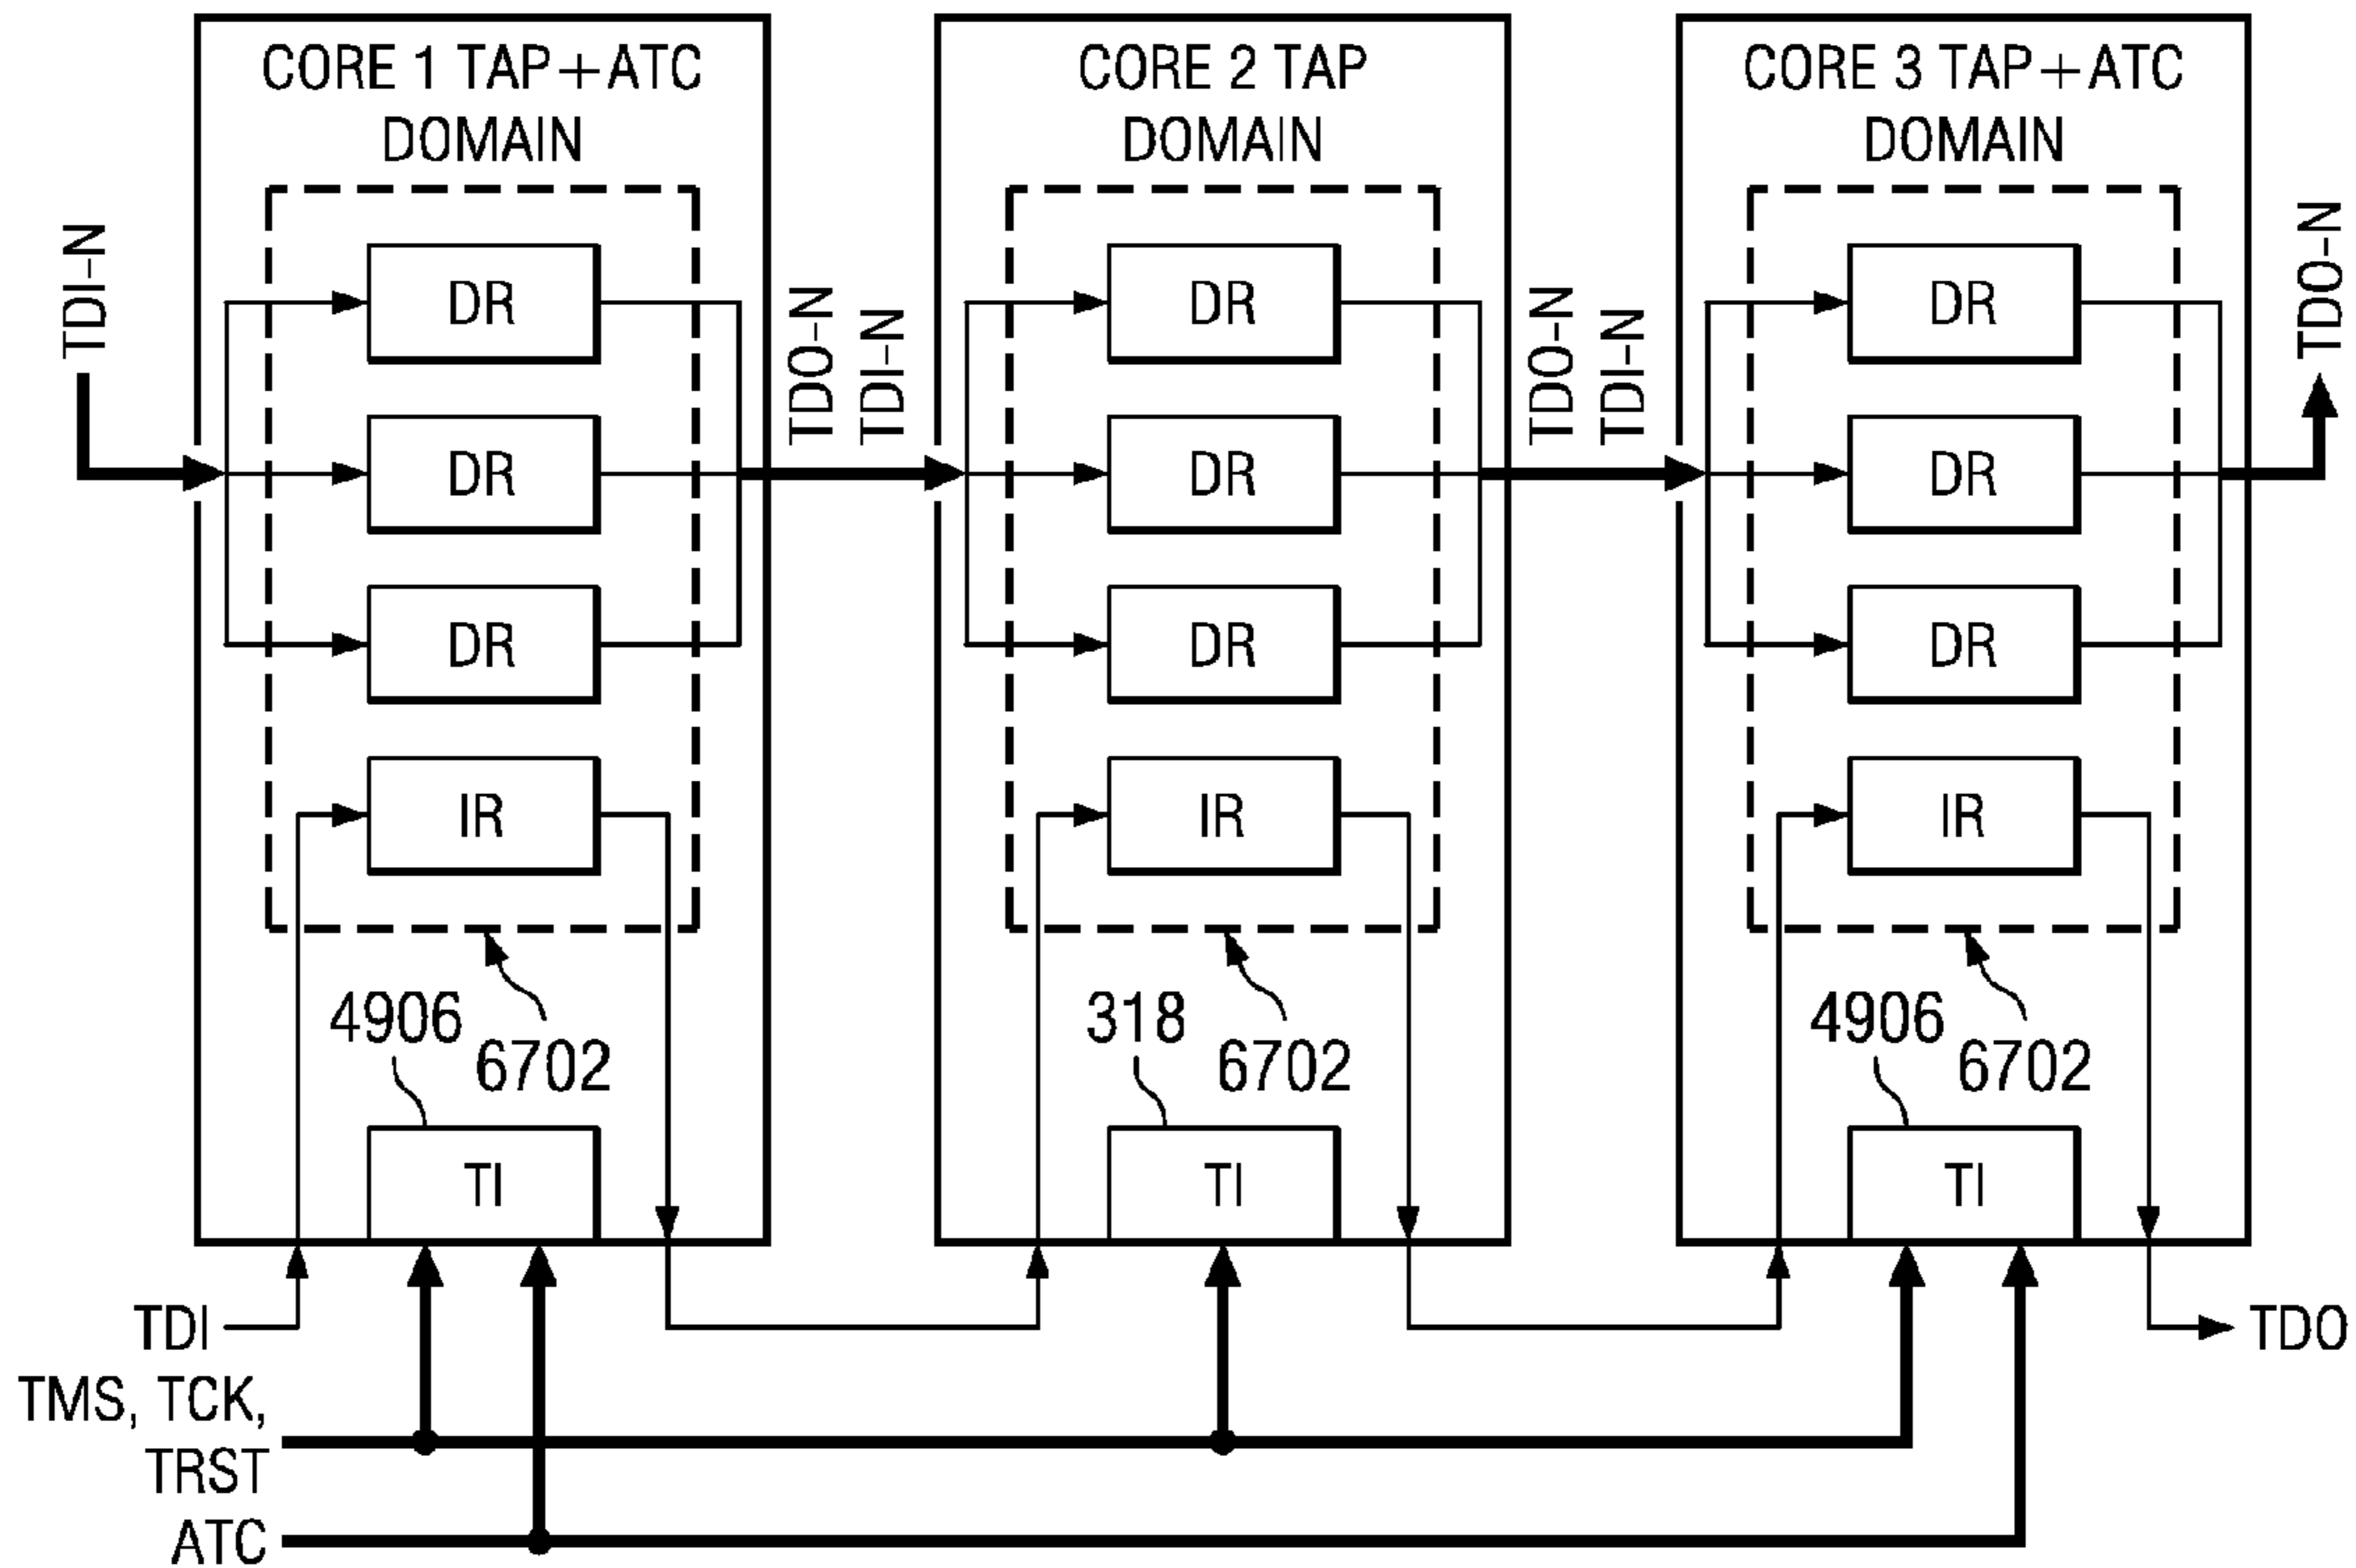 CORE 1 TAP+ATC
DOMAIN
CORE 2 TAP
DOMAIN
CORE 3 TAP+ATC
DOMAIN
TDI-N
DR
DR
DR
IR
TDO-N
TDI-N
DR
DR
DR
IR
TDO-N
TDI-N
DR
DR
DR
IR
TDO-N
4906
6702
318
6702
4906
6702
TI
TI
TI
TDI
TDO
TMS, TCK,
TRST
ATC